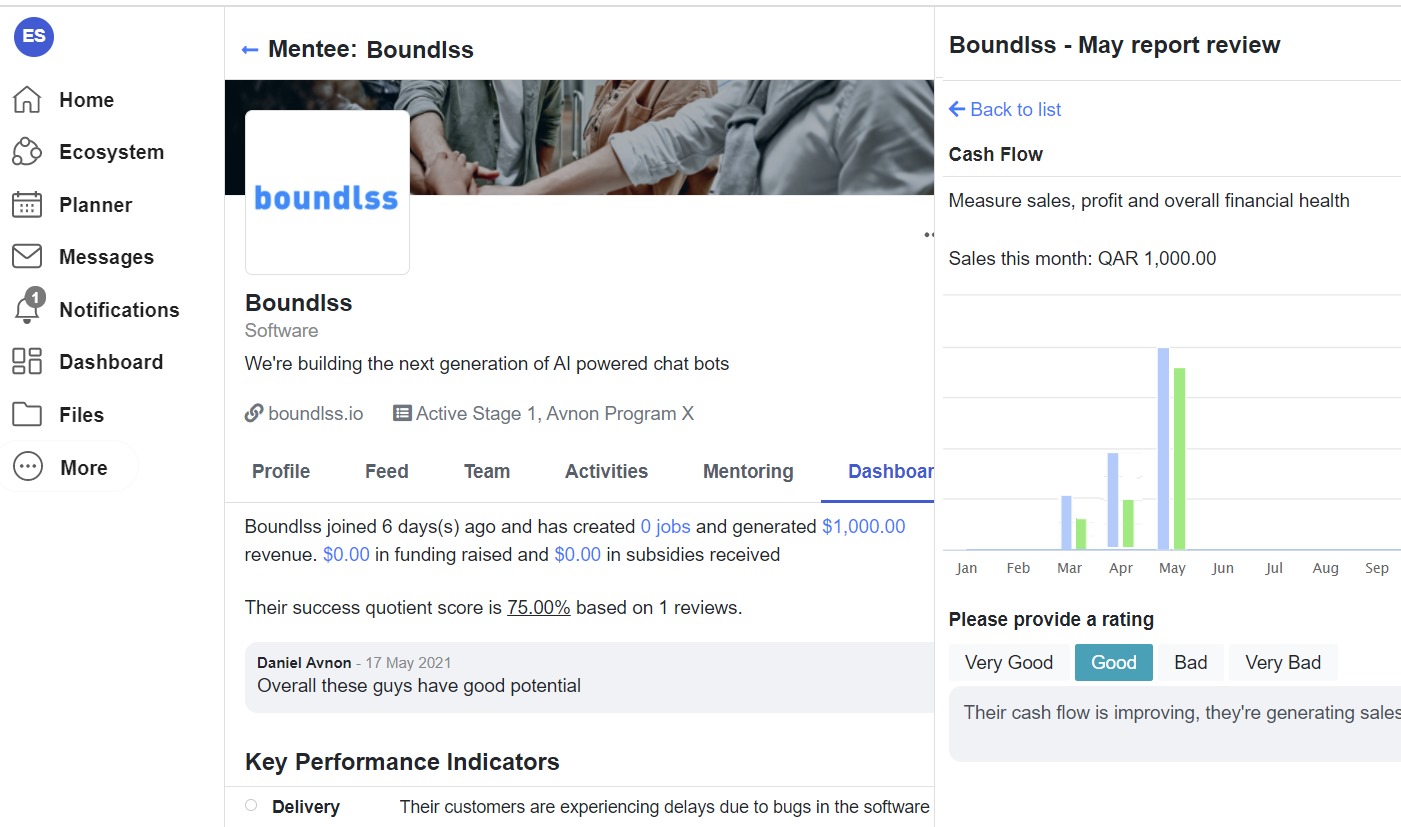 ES
Home
Ecosystem
Planner
Messages
1
Notifications
Dashboard
Files
More
← Mentee: Boundlss
boundlss
••
Boundlss
Software
We're building the next generation of AI powered chat bots
boundlss.io
Active Stage 1, Avnon Program X
Profile Feed Team Activities Mentoring Dashboar
Boundlss joined 6 days(s) ago and has created 0 jobs and generated $1,000.00
revenue. $0.00 in funding raised and $0.00 in subsidies received
Their success quotient score is 75.00% based on 1 reviews.
Daniel Avnon - 17 May 2021
Overall these guys have good potential
Key Performance Indicators
Delivery Their customers are experiencing delays due to bugs in the software
Boundlss - May report review
← Back to list
Cash Flow
Measure sales, profit and overall financial health
Sales this month: QAR 1,000.00
Jan Feb Mar Apr May Jun Jul Aug Sep
Please provide a rating
Very Good Good Bad Very Bad
Their cash flow is improving, they're generating sales